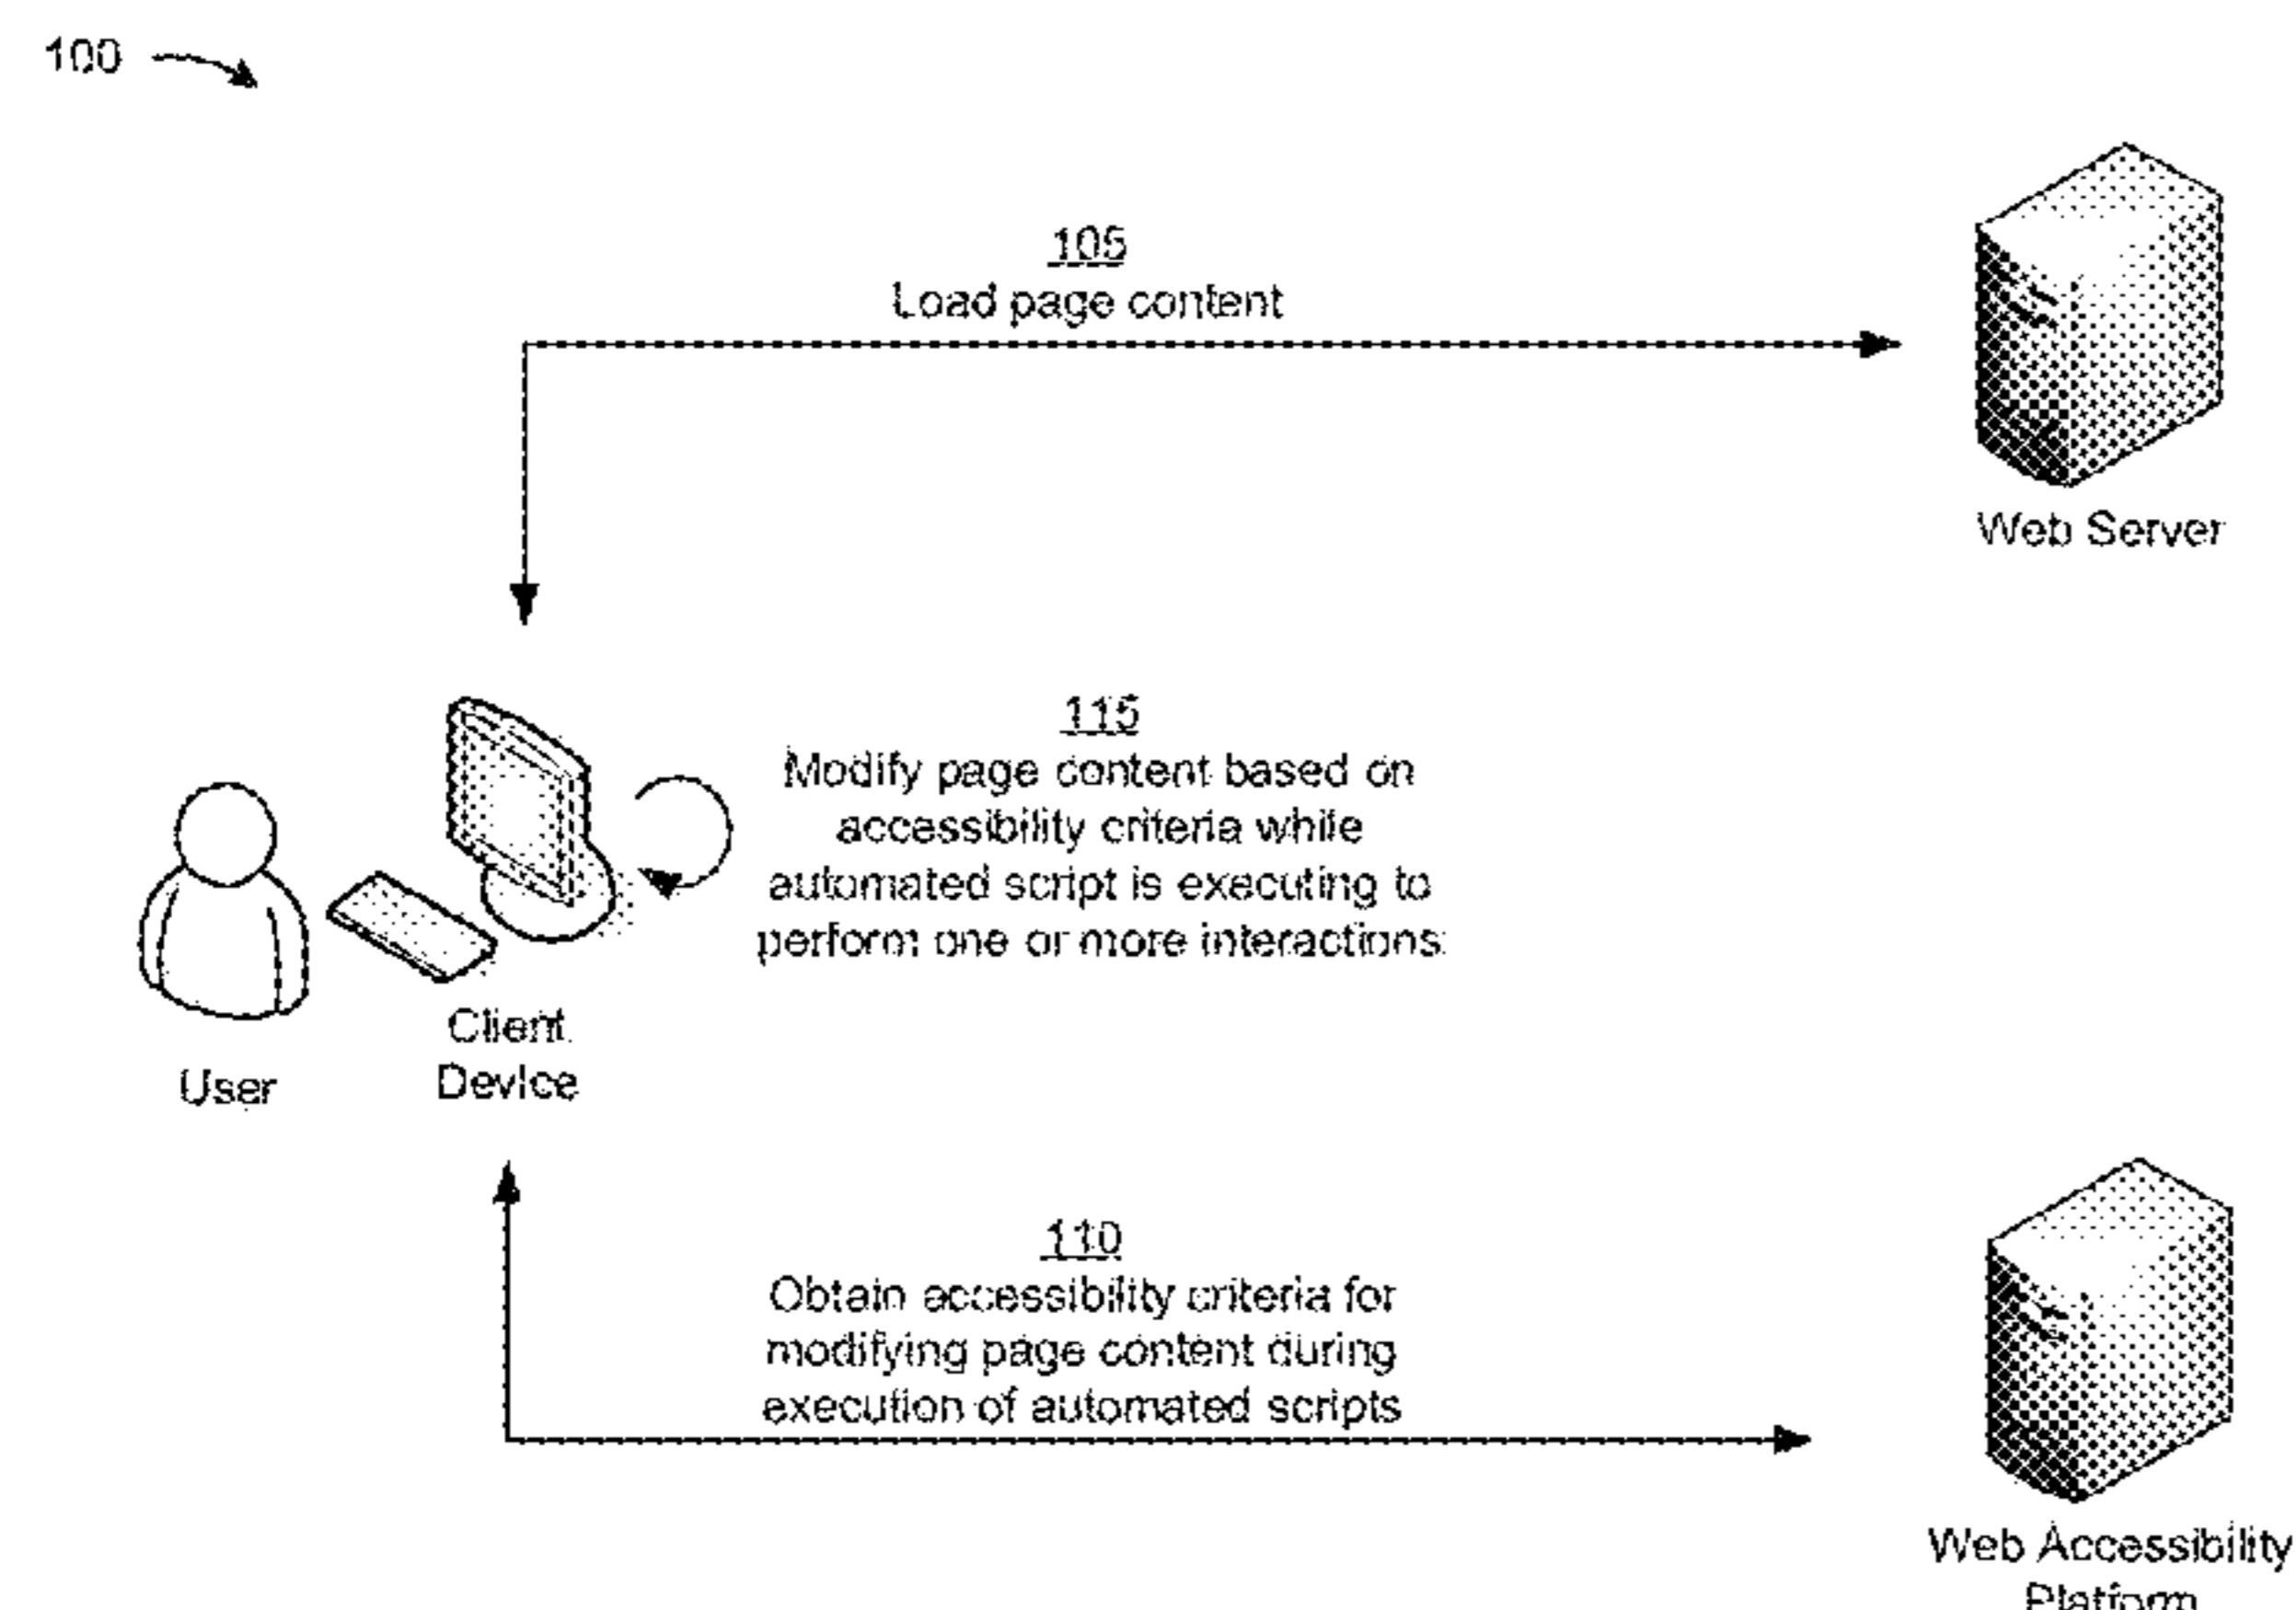 100
105
Load page content
Web Server
115
Modify page content based on
accessibility criteria while
automated script is executing to
perform one or more interactions
Client
Device
User
110
Obtain accessibility criteria for
modifying page content during
execution of automated scripts
Web Accessibility
Platform